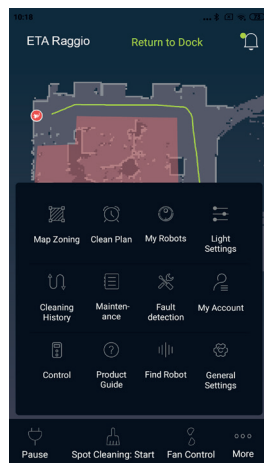 10:18
ETA Raggio Return to Dock
Map Zoning Clean Plan My Robots Light
Settings
Cleaning
History
Mainten-
ance
Fault
detection
My Account
Control Product
Guide
Find Robot General
Settings
Pause Spot Cleaning: Start Fan Control More